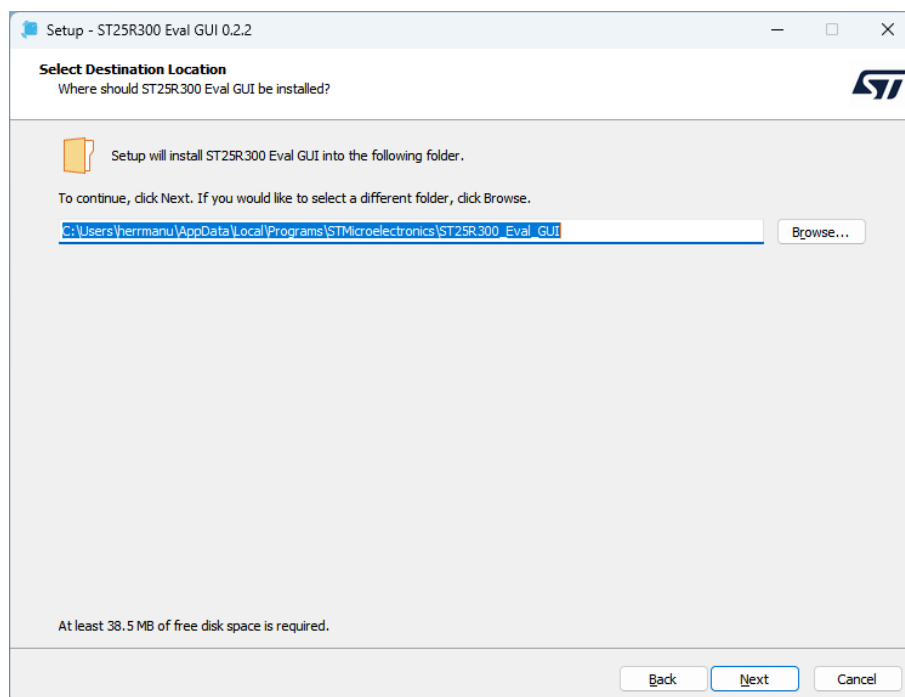 Setup - ST25R300 Eval GUI 0.2.2
Select Destination Location
Where should ST25R300 Eval GUI be installed?
ST
Setup will install ST25R300 Eval GUI into the following folder.
To continue, click Next. If you would like to select a different folder, click Browse.
C:\Users\herrmanu\AppData\Local\Programs\STMicroelectronics\ST25R300_Eval_GUI
Browse...
At least 38.5 MB of free disk space is required.
Back Next Cancel